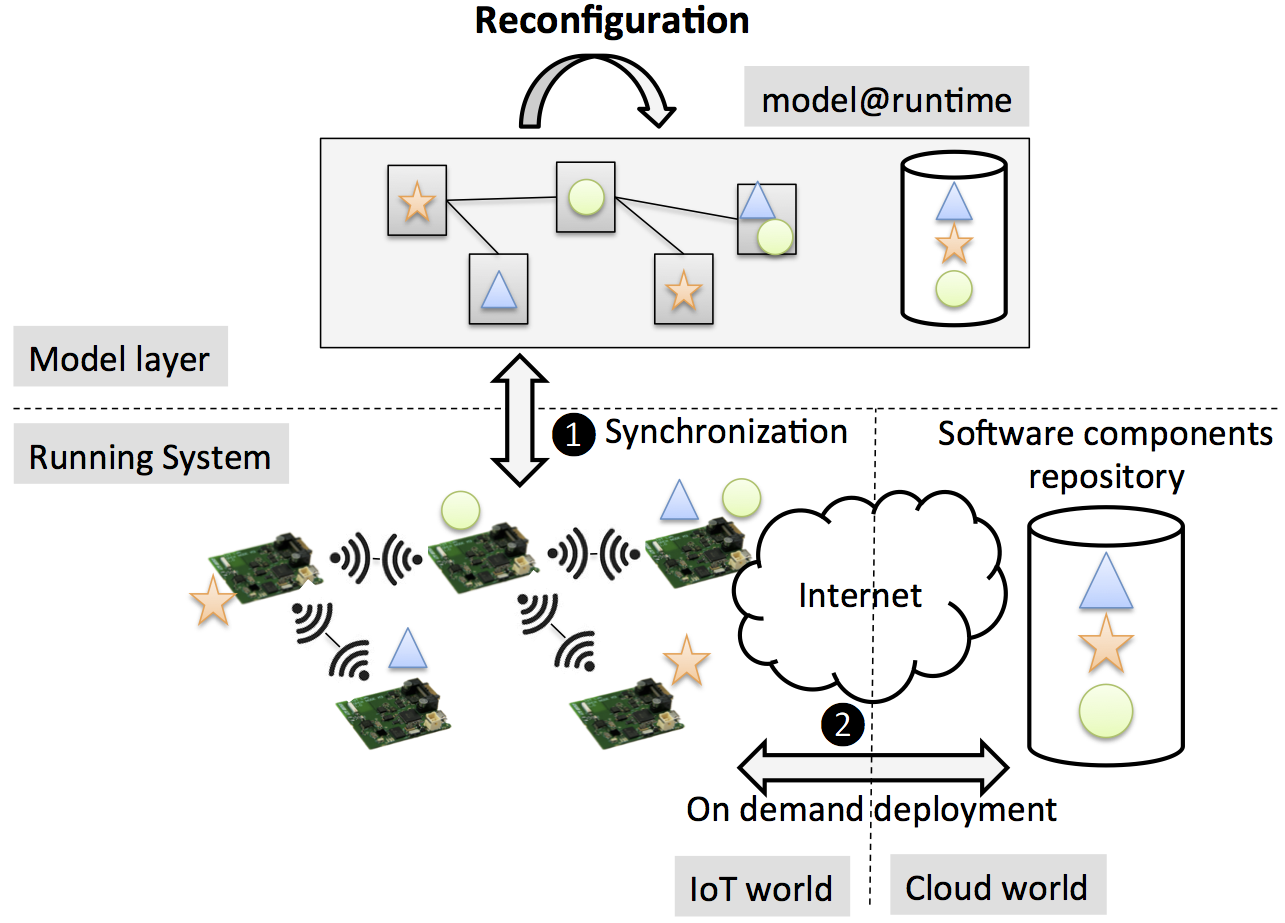 Reconfiguration
model@runtime
Model layer
Running System
1 Synchronization
Software components
repository
Internet
2
On demand deployment
IoT world
Cloud world